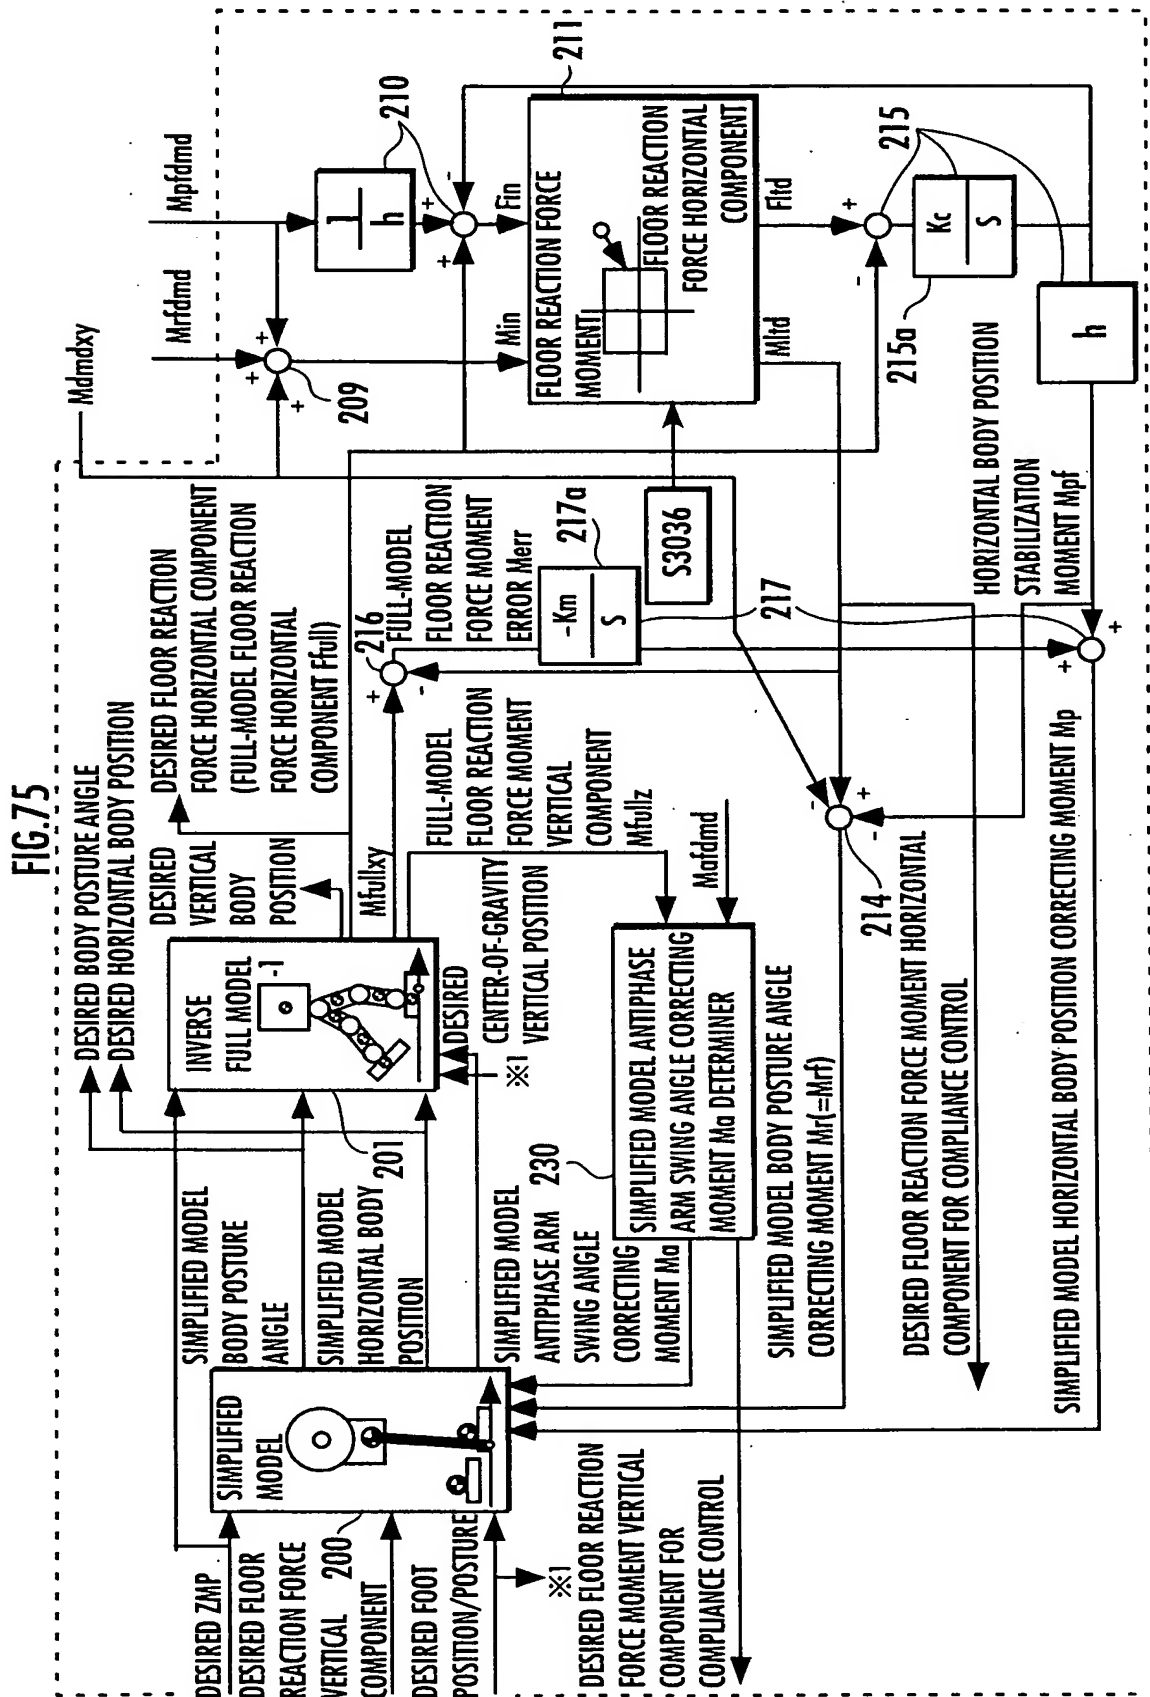 FIG.75
DESIRED BODY POSTURE ANGLE
DESIRED HORIZONTAL BODY POSITION
DESIRED
VERTICAL
BODY
POSITION
DESIRED FLOOR REACTION
FORCE HORIZONTAL COMPONENT
(FULL-MODEL FLOOR REACTION
FORCE HORIZONTAL
COMPONENT Ffull)
Mdmdxy
Mrfdmd
Mpfdmd
DESIRED ZMP
DESIRED FLOOR
REACTION FORCE
VERTICAL
COMPONENT
DESIRED FOOT
POSITION/POSTURE
200
※1
SIMPLIFIED
MODEL
SIMPLIFIED MODEL
BODY POSTURE
ANGLE
SIMPLIFIED MODEL
HORIZONTAL BODY
POSITION
201
INVERSE
FULL MODEL
-1
DESIRED
CENTER-OF-GRAVITY
VERTICAL POSITION
※1
Mfullxy
+
-
216
FULL-MODEL
FLOOR REACTION
FORCE MOMENT
ERROR Merr
FULL-MODEL
FLOOR REACTION
FORCE MOMENT
VERTICAL
COMPONENT
Mfullz
Mafdmd
-Km
S
217a
217
+
+
209
+
+
+
1
h
210
+
+
-
Min
Fin
211
FLOOR REACTION FORCE
MOMENT
FLOOR REACTION
FORCE HORIZONTAL
COMPONENT
S3036
Mltd
Fltd
+
-
215
Kc
S
215a
h
HORIZONTAL BODY POSITION
STABILIZATION
MOMENT Mpf
230
SIMPLIFIED MODEL ANTIPHASE
ARM SWING ANGLE CORRECTING
MOMENT Ma DETERMINER
SIMPLIFIED MODEL
ANTIPHASE ARM
SWING ANGLE
CORRECTING
MOMENT Ma
-
+
-
214
SIMPLIFIED MODEL BODY POSTURE ANGLE
CORRECTING MOMENT Mr(=Mrf)
DESIRED FLOOR REACTION
FORCE MOMENT VERTICAL
COMPONENT FOR
COMPLIANCE CONTROL
DESIRED FLOOR REACTION FORCE MOMENT HORIZONTAL
COMPONENT FOR COMPLIANCE CONTROL
SIMPLIFIED MODEL HORIZONTAL BODY POSITION CORRECTING MOMENT Mp